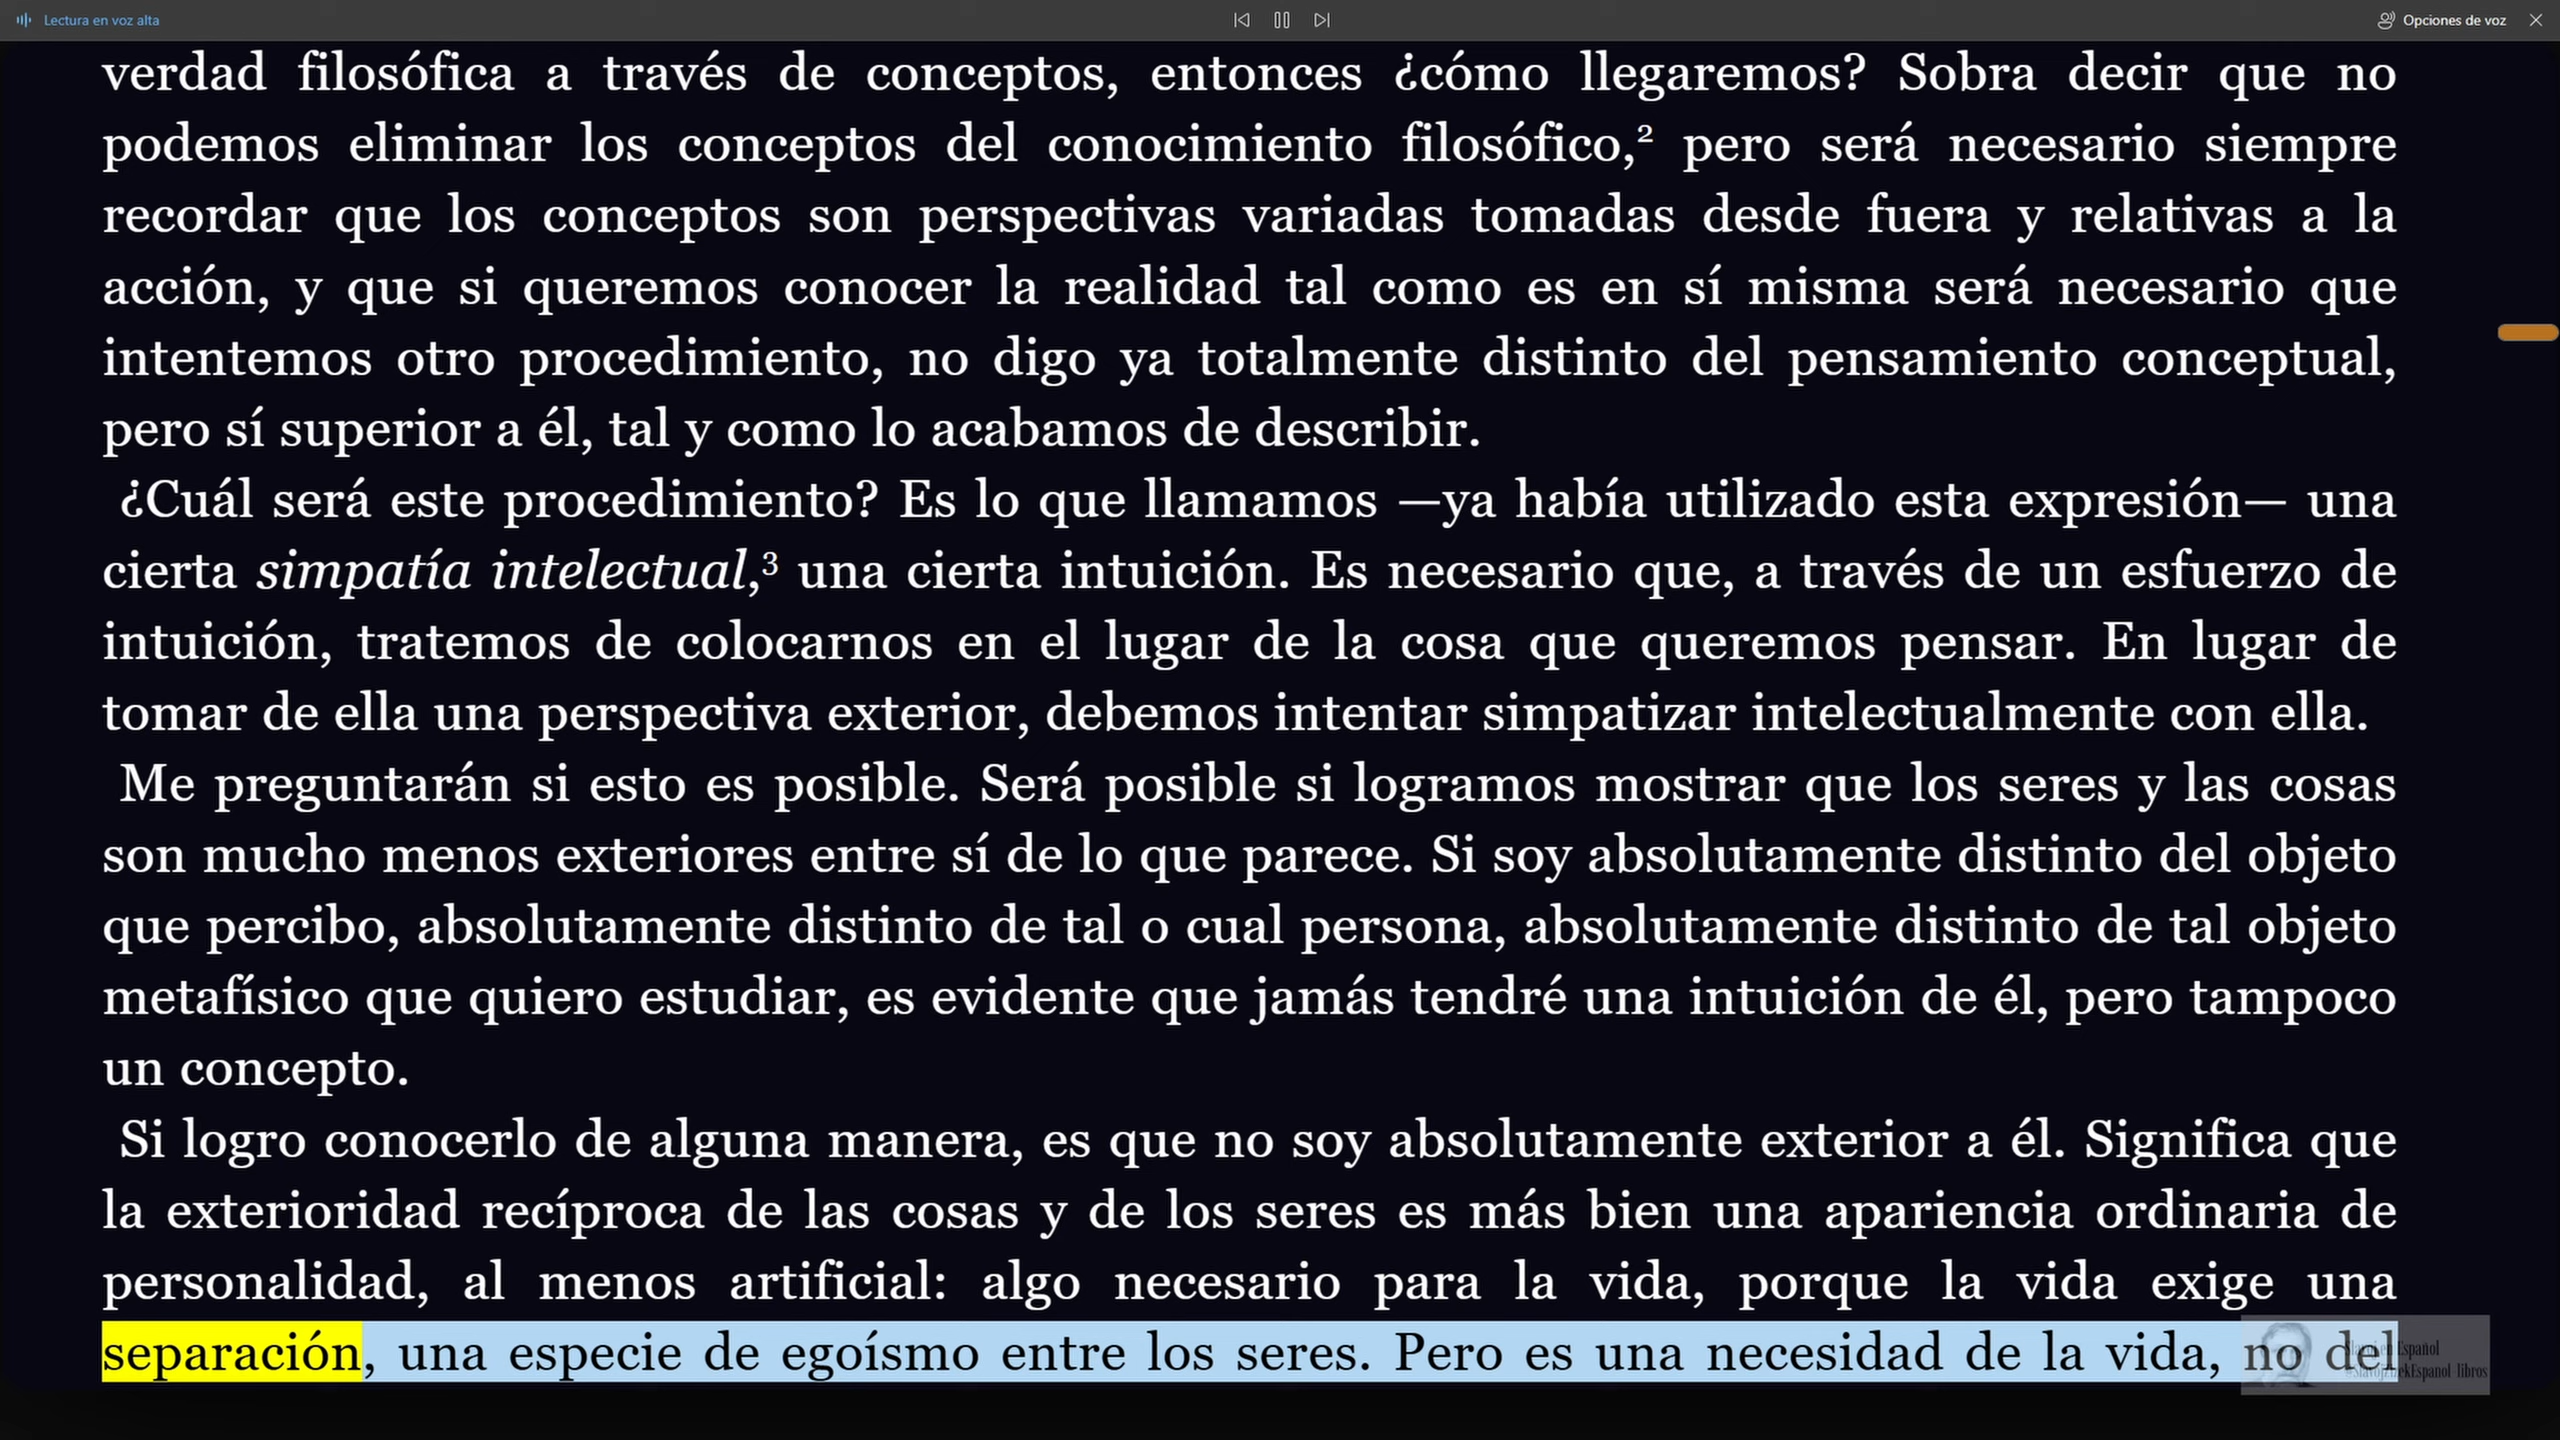 Lectura en voz alta
Opciones de voz
verdad filosófica a través de conceptos, entonces ¿cómo llegaremos? Sobra decir que no
podemos eliminar los conceptos del conocimiento filosófico,² pero será necesario siempre
recordar que los conceptos son perspectivas variadas tomadas desde fuera y relativas a la
acción, y que si queremos conocer la realidad tal como es en sí misma será necesario que
intentemos otro procedimiento, no digo ya totalmente distinto del pensamiento conceptual,
pero sí superior a él, tal y como lo acabamos de describir.
¿Cuál será este procedimiento? Es lo que llamamos —ya había utilizado esta expresión— una
cierta simpatía intelectual,³ una cierta intuición. Es necesario que, a través de un esfuerzo de
intuición, tratemos de colocarnos en el lugar de la cosa que queremos pensar. En lugar de
tomar de ella una perspectiva exterior, debemos intentar simpatizar intelectualmente con ella.
Me preguntarán si esto es posible. Será posible si logramos mostrar que los seres y las cosas
son mucho menos exteriores entre sí de lo que parece. Si soy absolutamente distinto del objeto
que percibo, absolutamente distinto de tal o cual persona, absolutamente distinto de tal objeto
metafísico que quiero estudiar, es evidente que jamás tendré una intuición de él, pero tampoco
un concepto.
Si logro conocerlo de alguna manera, es que no soy absolutamente exterior a él. Significa que
la exterioridad recíproca de las cosas y de los seres es más bien una apariencia ordinaria de
personalidad, al menos artificial: algo necesario para la vida, porque la vida exige una
separación, una especie de egoísmo entre los seres. Pero es una necesidad de la vida, no del
Español